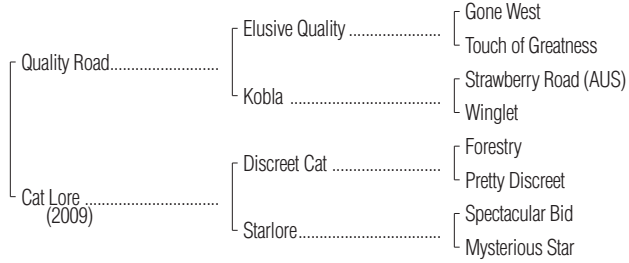 Gone West
Elusive Quality ....................
Touch of Greatness
Quality Road........................
Strawberry Road (AUS)
Kobla .................................
Winglet
Forestry
Discreet Cat ........................
Pretty Discreet
Cat Lore ..............................
(2009)
Spectacular Bid
Starlore...............................
Mysterious Star